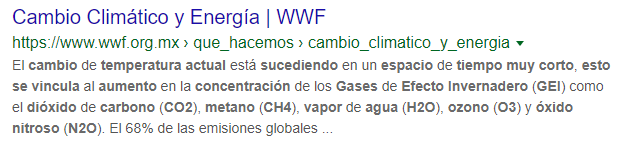 Cambio Climático y Energía | WWF
https://www.wwf.org.mx › que_hacemos › cambio_climatico_y_energia
El cambio de temperatura actual está sucediendo en un espacio de tiempo muy corto, esto
se vincula al aumento en la concentración de los Gases de Efecto Invernadero (GEI) como
el dióxido de carbono (CO2), metano (CH4), vapor de agua (H2O), ozono (O3) y óxido
nitroso (N2O). El 68% de las emisiones globales ...